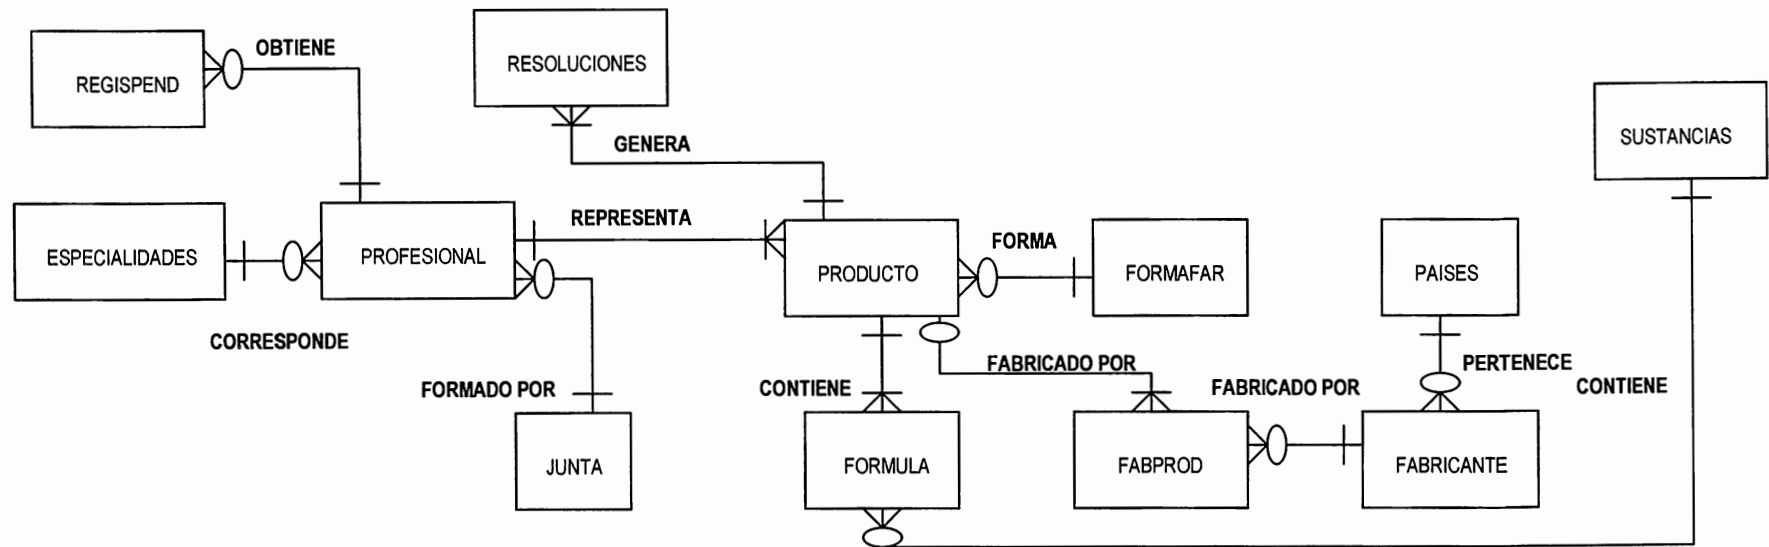 OBTIENE
REGISPEND
RESOLUCIONES
SUSTANCIAS
GENERA
ESPECIALIDADES
PROFESIONAL
REPRESENTA
PRODUCTO
FORMA
FORMAFAR
PAISES
CORRESPONDE
FORMADO POR
CONTIENE
FABRICADO POR
FABRICADO POR
PERTENECE
CONTIENE
JUNTA
FORMULA
FABPROD
FABRICANTE